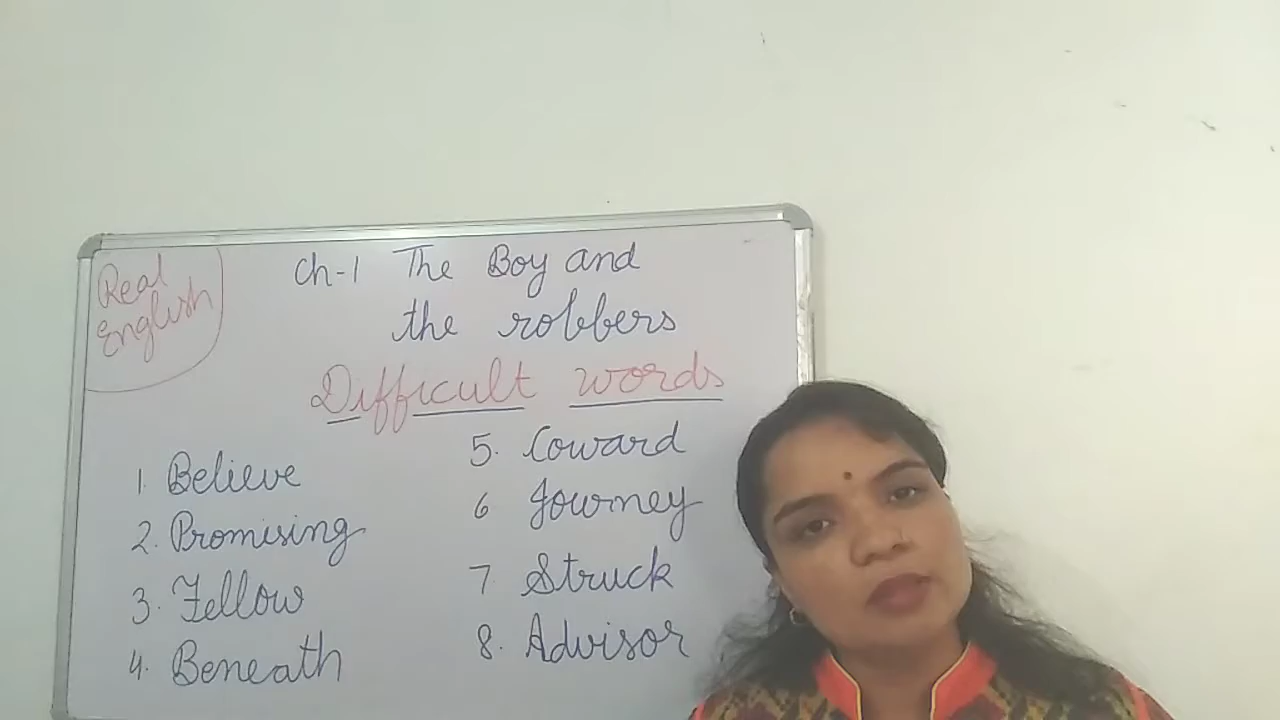 Real
English
Ch-1 The Boy and
the robbers
Difficult words
1 Believe
2. Promising
3. Fellow
4. Beneath
5. Coward
6 Journey
7 Struck
8. Advisor